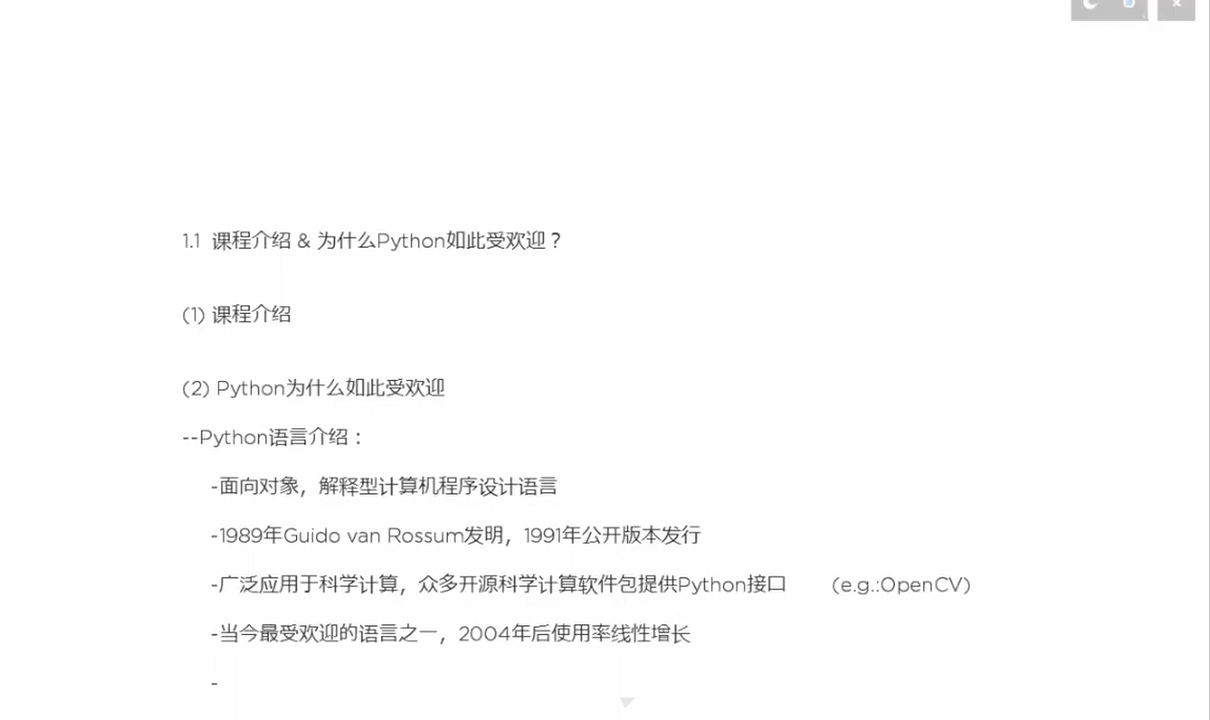 1.1 课程介绍 & 为什么Python如此受欢迎？
(1) 课程介绍
(2) Python为什么如此受欢迎
--Python语言介绍：
-面向对象，解释型计算机程序设计语言
-1989年Guido van Rossum发明，1991年公开版本发行
-广泛应用于科学计算，众多开源科学计算软件包提供Python接口 （e.g.:OpenCV）
-当今最受欢迎的语言之一，2004年后使用率线性增长
-